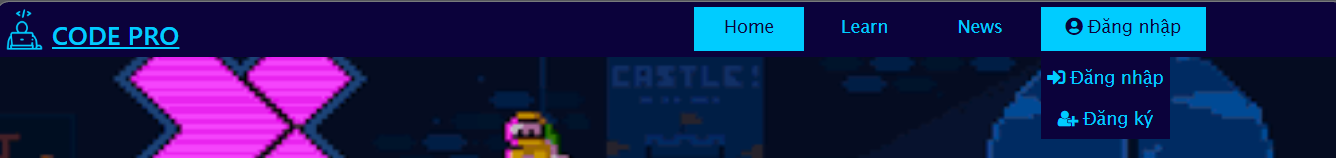 </>
CODE PRO
Home
Learn
News
Đăng nhập
Đăng nhập
Đăng ký
CASTLE!
T